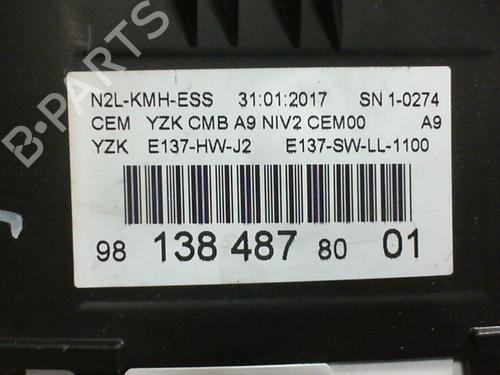 N2L-KMH-ESS 31:01:2017 SN 1-0274
CEM YZK CMB A9 NIV2 CEM00 A9
YZK E137-HW-J2 E137-SW-LL-1100
98 138 487 80 01
B-PARTS